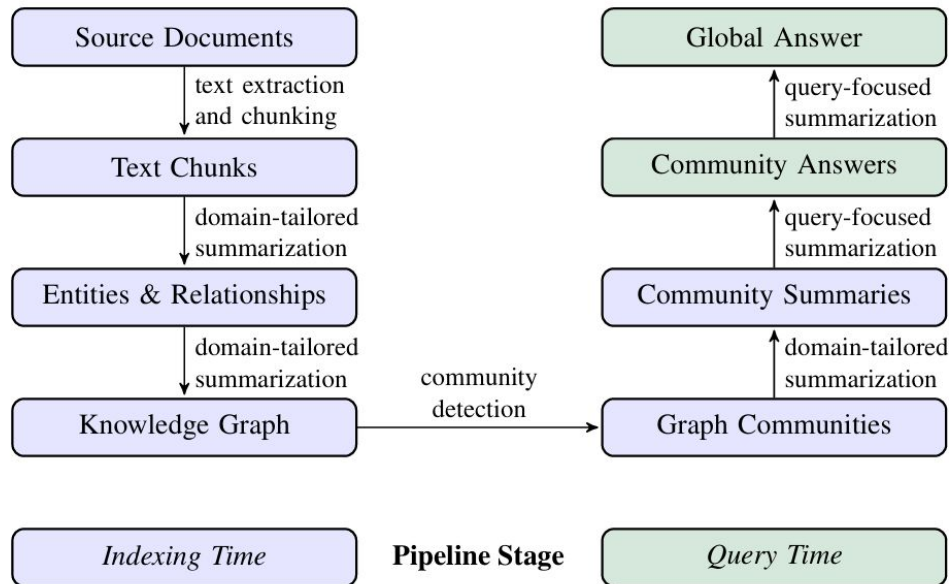 Source Documents
text extraction
and chunking
Text Chunks
domain-tailored
summarization
Entities & Relationships
domain-tailored
summarization
Knowledge Graph
community
detection
Global Answer
query-focused
summarization
Community Answers
query-focused
summarization
Community Summaries
domain-tailored
summarization
Graph Communities
Indexing Time
Pipeline Stage
Query Time